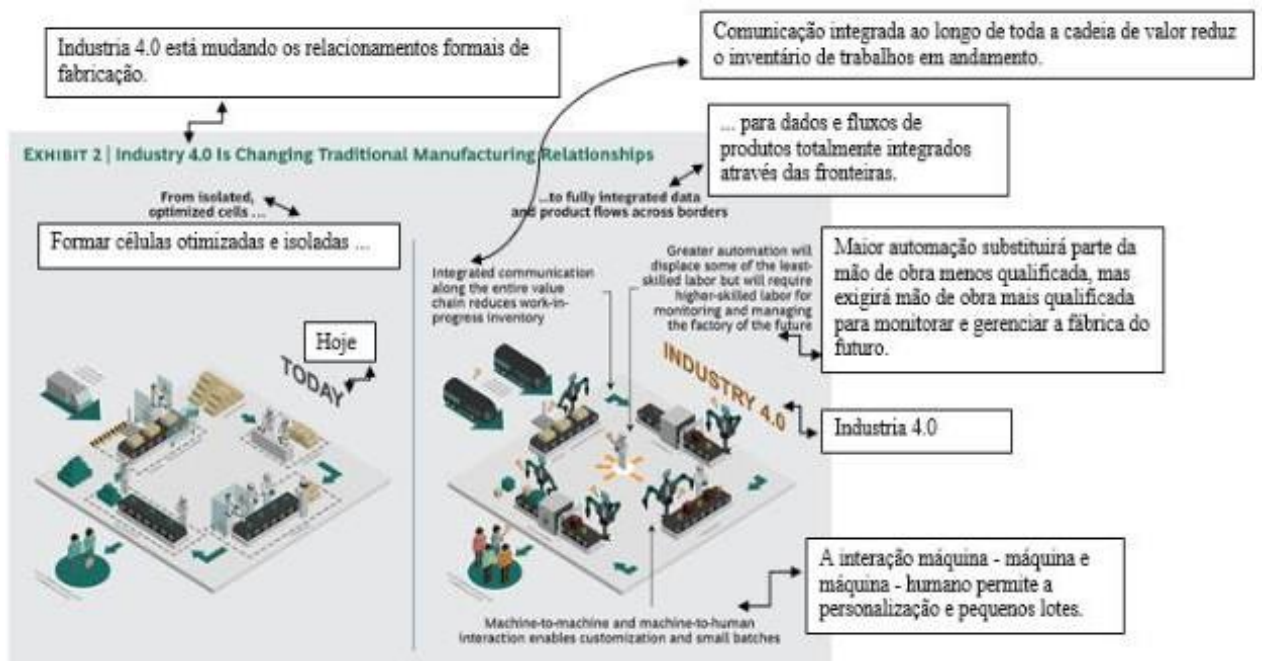 Industria 4.0 está mudando os relacionamentos formais de
fabricação.
Comunicação integrada ao longo de toda a cadeia de valor reduz
o inventário de trabalhos em andamento.
... para dados e fluxos de
produtos totalmente integrados
através das fronteiras.
EXHIBIT 2 | Industry 4.0 Is Changing Traditional Manufacturing Relationships
From isolated,
optimized cells ...
...to fully integrated data
and product flows across borders
Formar células otimizadas e isoladas ...
Integrated communication
along the entire value
chain reduces work-in-
progress inventory
Greater automation will
displace some of the least-
skilled labor but will require
higher-skilled labor for
monitoring and managing
the factory of the future
Maior automação substituirá parte da
mão de obra menos qualificada, mas
exigirá mão de obra mais qualificada
para monitorar e gerenciar a fábrica do
futuro.
Hoje
TODAY
INDUSTRY 4.0
Industria 4.0
A interação máquina - máquina e
máquina - humano permite a
personalização e pequenos lotes.
Machine-to-machine and machine-to-human
interaction enables customization and small batches